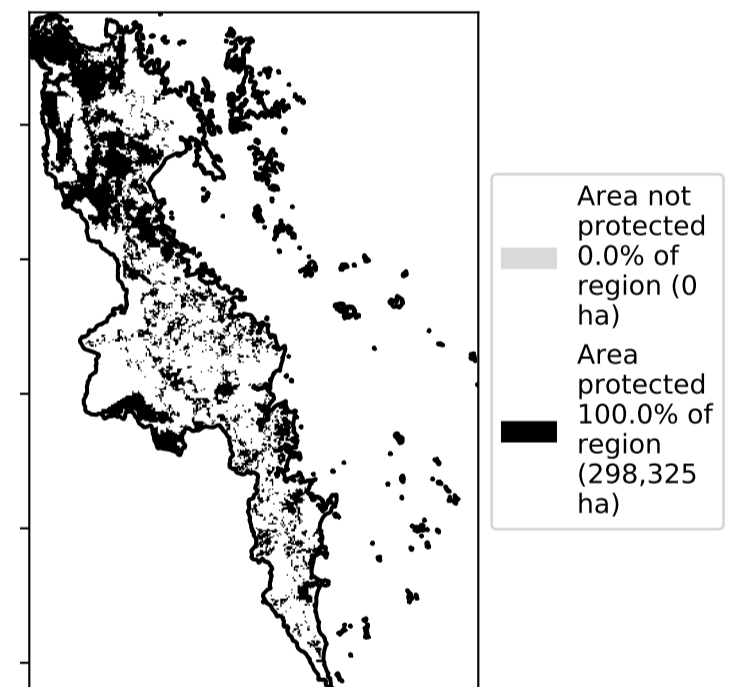 Area not
protected
0.0% of
region (0
ha)
Area
protected
100.0% of
region
(298,325
ha)